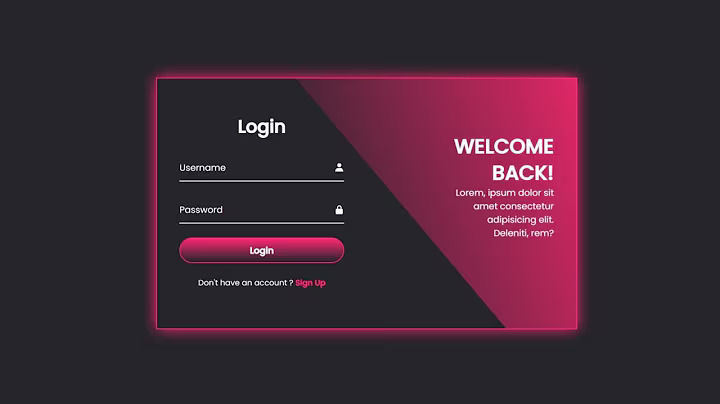 Login
Username
Password
Login
Don't have an account ? Sign Up
WELCOME
BACK!
Lorem, ipsum dolor sit
amet consectetur
adipisicing elit.
Deleniti, rem?